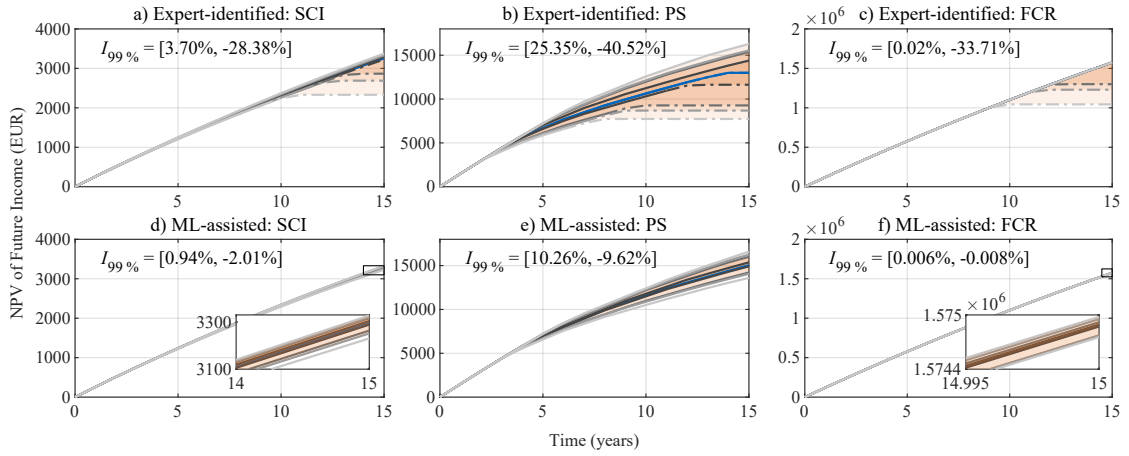 a) Expert-identified: SCI
I99 % = [3.70%, -28.38%]
4000
3000
2000
1000
0
0 5 10 15
b) Expert-identified: PS
I99 % = [25.35%, -40.52%]
15000
10000
5000
0
0 5 10 15
c) Expert-identified: FCR
×10^6
I99 % = [0.02%, -33.71%]
2
1.5
1
0.5
0
0 5 10 15
NPV of Future Income (EUR)
d) ML-assisted: SCI
I99 % = [0.94%, -2.01%]
4000
3000
2000
1000
0
3300
3100
14 15
0 5 10 15
e) ML-assisted: PS
I99 % = [10.26%, -9.62%]
15000
10000
5000
0
0 5 10 15
f) ML-assisted: FCR
×10^6
I99 % = [0.006%, -0.008%]
2
1.5
1
0.5
0
×10^6
1.575
1.5744
14.995 15
0 5 10 15
Time (years)